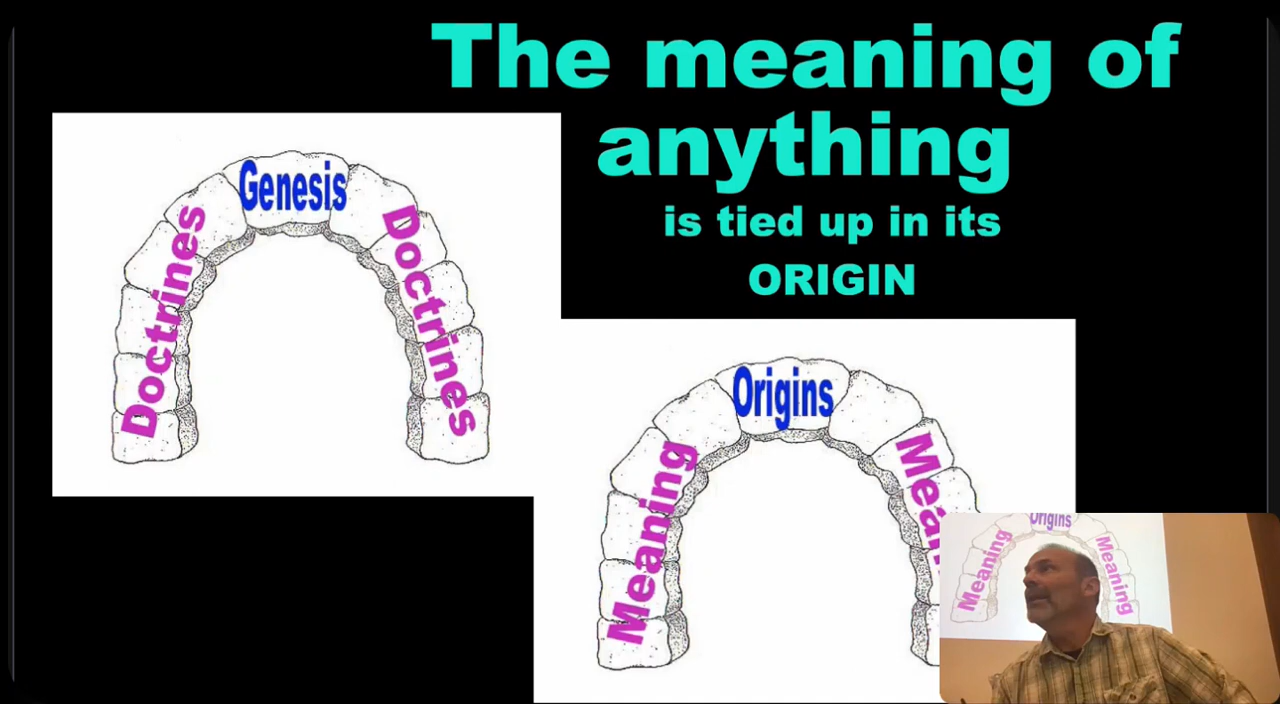 The meaning of
anything
is tied up in its
ORIGIN
Genesis
Doctrines
Doctrines
Origins
Meaning
Origins
Meaning
Meaning